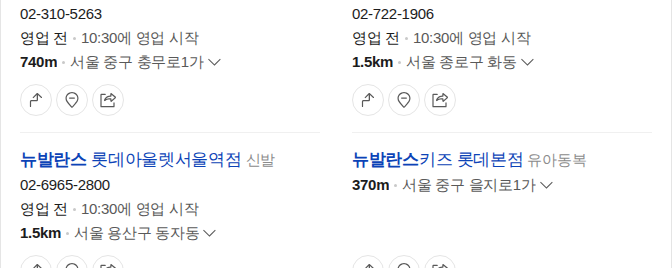 02-310-5263
영업 전 · 10:30에 영업 시작
740m · 서울 중구 충무로1가
02-722-1906
영업 전 · 10:30에 영업 시작
1.5km · 서울 종로구 화동
뉴발란스 롯데아울렛서울역점 신발
02-6965-2800
영업 전 · 10:30에 영업 시작
1.5km · 서울 용산구 동자동
뉴발란스키즈 롯데본점 유아동복
370m · 서울 중구 을지로1가